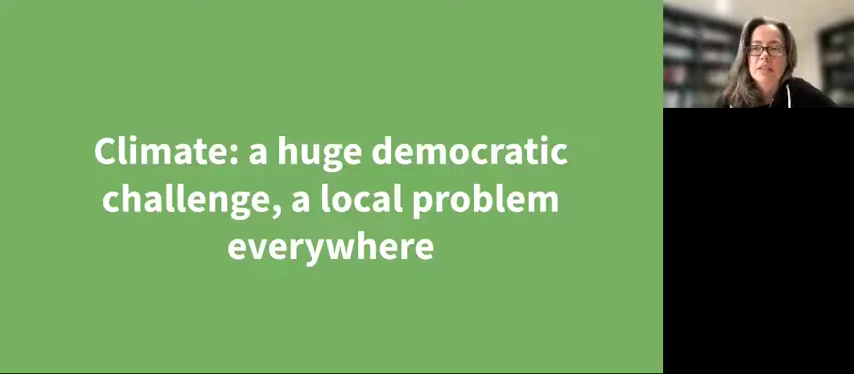 Climate: a huge democratic
challenge, a local problem
everywhere